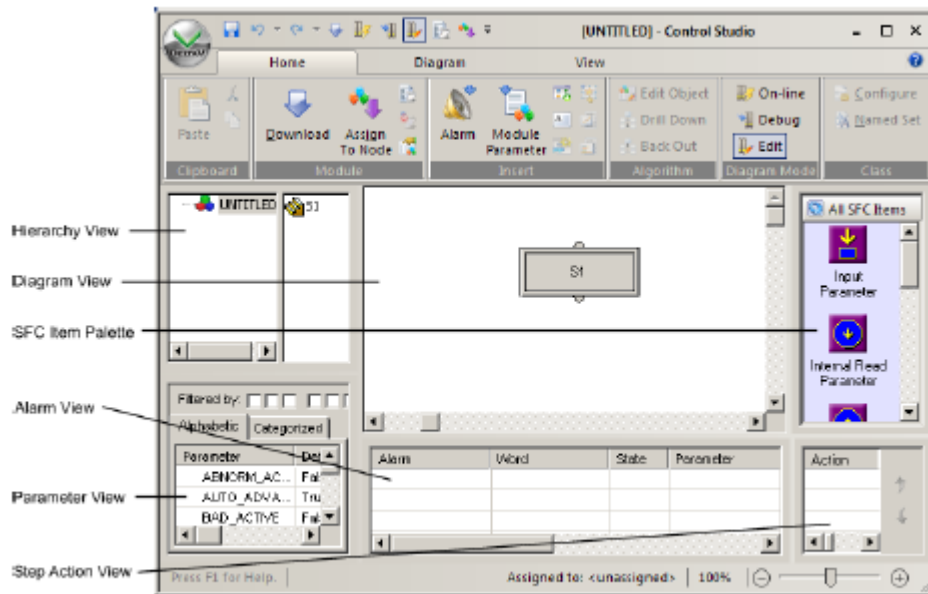 [UNTITLED] - Control Studio
DeltaV
Home
Diagram
View
Paste
Download
Assign To Node
Alarm
Module Parameter
Edit Object
Drill Down
Back Out
On-line
Debug
Edit
Configure
Named Set
Clipboard
Module
Insert
Algorithm
Diagram Mode
Class
Hierarchy View
UNTITLED
S1
All SFC Items
Diagram View
S1
Input Parameter
SFC Item Palette
Internal Read Parameter
Filtered by:
Alarm View
Alphabetic
Categorized
Parameter
ABNORM_AC...
AUTO_ADVA...
Tru
BAD_ACTIVE
Alarm
Word
State
Parameter
Action
Parameter View
Step Action View
Press F1 for Help.
Assigned to: <unassigned>
100%